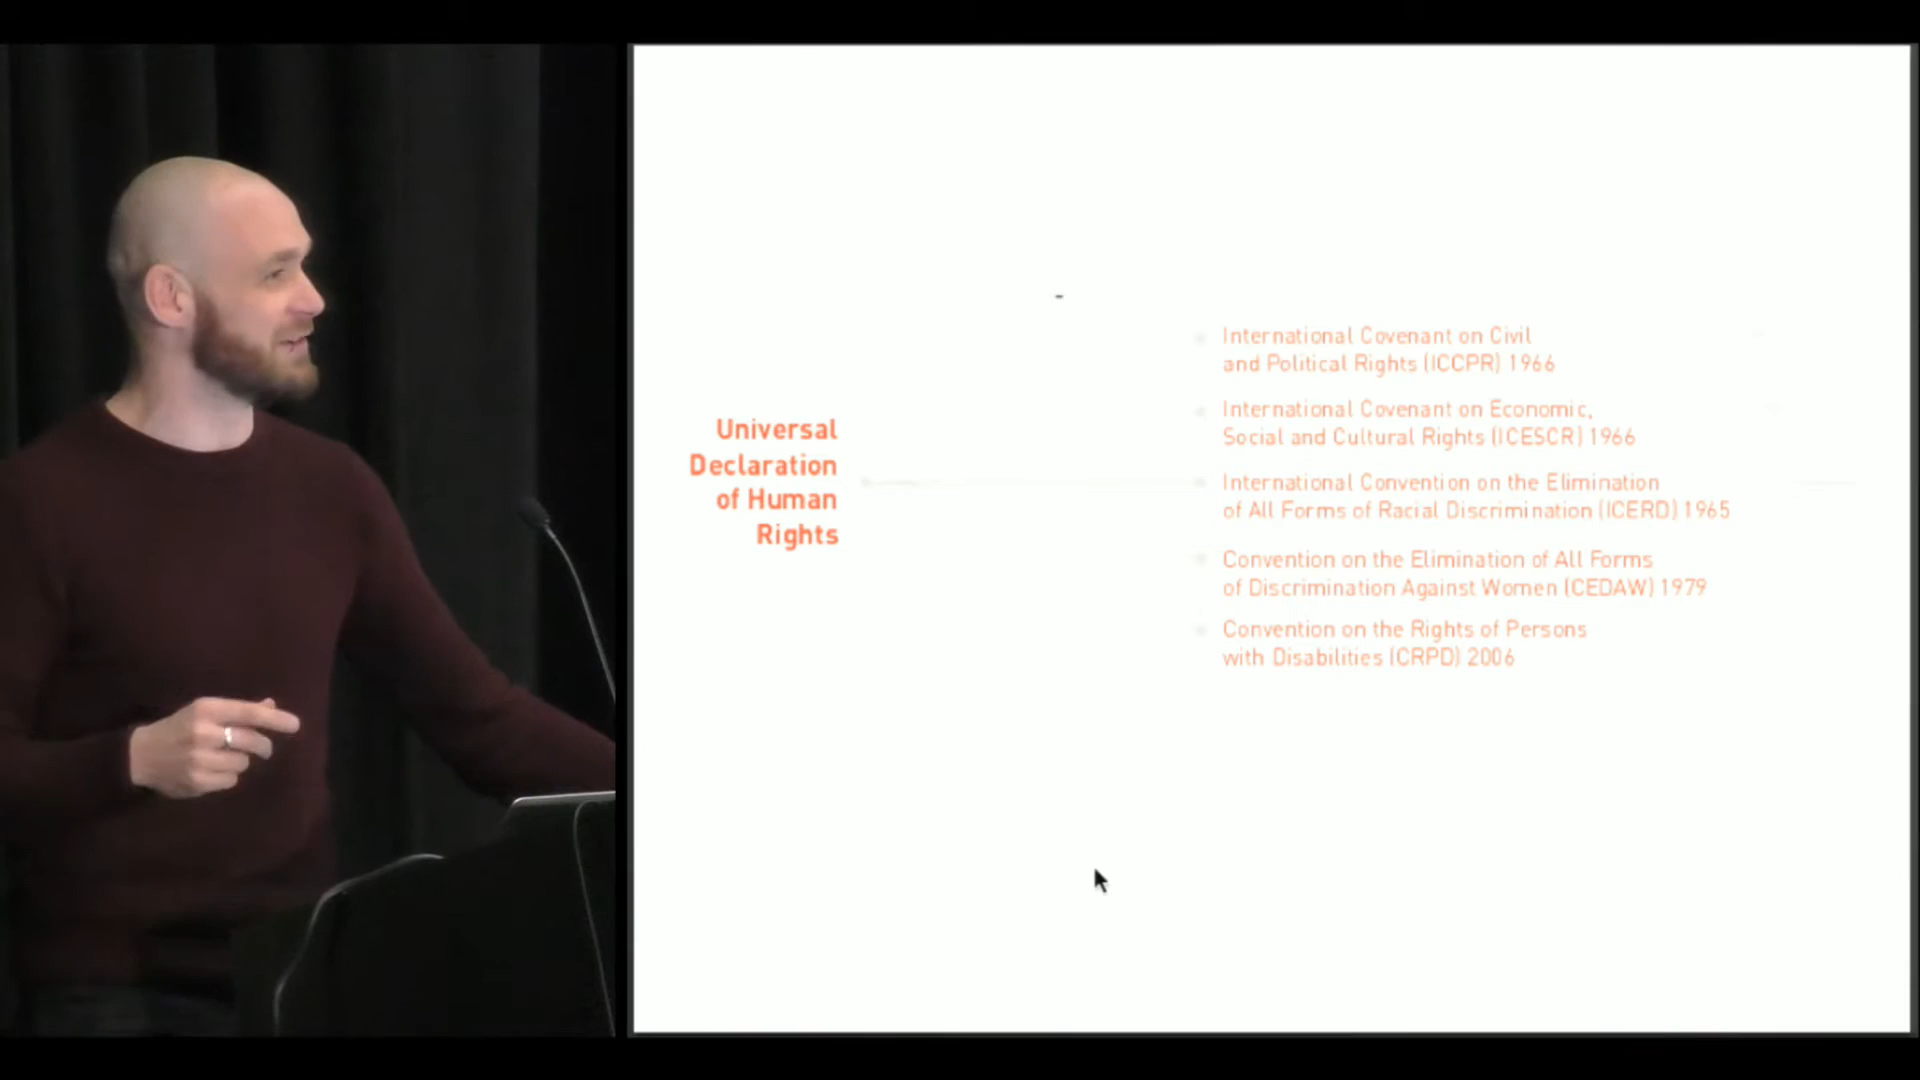 Universal
Declaration
of Human
Rights
International Covenant on Civil
and Political Rights (ICCPR) 1966
International Covenant on Economic,
Social and Cultural Rights (ICESCR) 1966
International Convention on the Elimination
of All Forms of Racial Discrimination (ICERD) 1965
Convention on the Elimination of All Forms
of Discrimination Against Women (CEDAW) 1979
Convention on the Rights of Persons
with Disabilities (CRPD) 2006